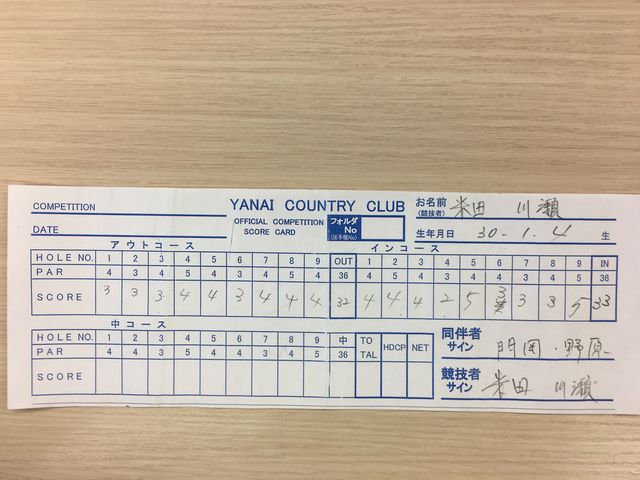 COMPETITION YANAI COUNTRY CLUB お名前 (競技者) 米田 川瀬
DATE OFFICIAL COMPETITION SCORE CARD フォルダ No 生年月日 30-1.4 生
アウトコース インコース
HOLE NO. 1 2 3 4 5 6 7 8 9 OUT 1 2 3 4 5 6 7 8 9 IN
PAR 4 3 4 5 4 3 4 4 5 36 4 5 4 3 4 4 3 4 5 36
SCORE 3 3 3 4 4 3 4 4 4 32 4 4 4 2 5 3 3 3 5 33
中コース
HOLE NO. 1 2 3 4 5 6 7 8 9 中 TO TAL HDCP NET 同伴者 サイン 門岡・野原
PAR 4 4 3 5 4 4 3 4 5 36
SCORE 競技者 サイン 米田 川瀬